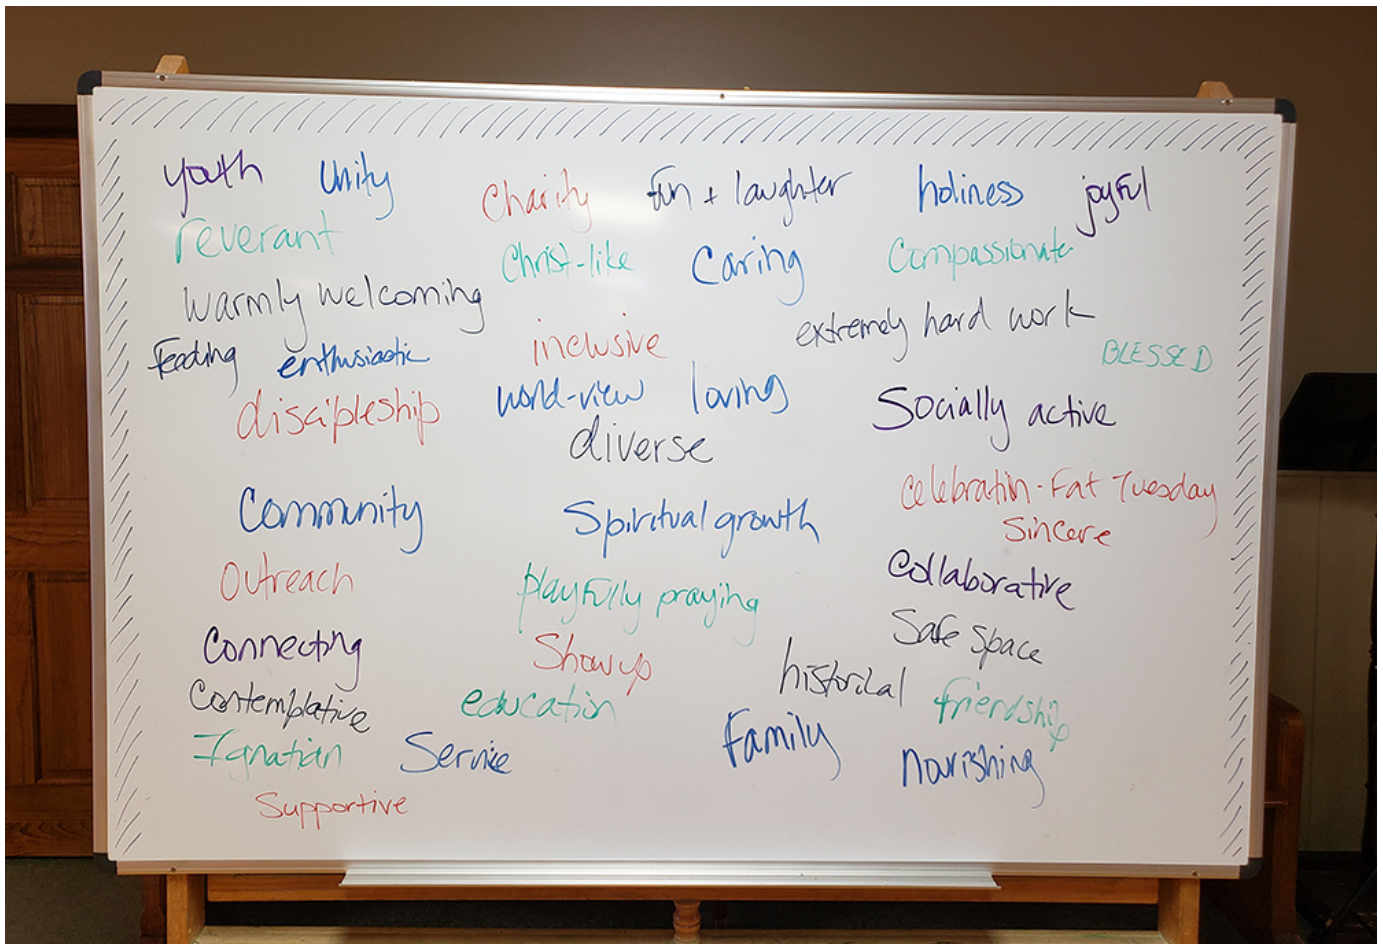 youth unity charity fun + laughter holiness joyful
reverant Christ-like Caring Compassionate
warmly welcoming extremely hard work
feeding enthusiastic inclusive BLESSED
discipleship world-view loving Socially active
diverse
Community Spiritual growth Celebration - Fat Tuesday
Sincere
Outreach playfully praying Collaborative
Connecting Show up Safe Space
Contemplative education historical friendship
Ignatian Service Family nourishing
Supportive